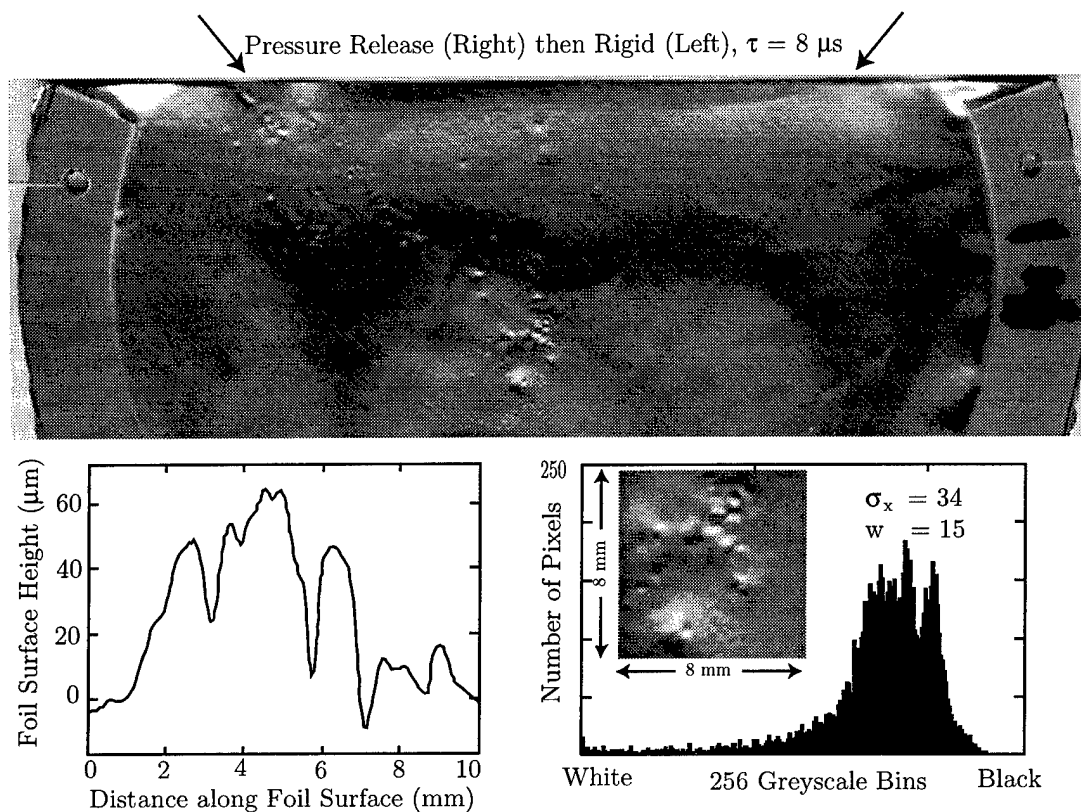 Pressure Release (Right) then Rigid (Left), τ = 8 μs
Foil Surface Height (μm)
60
40
20
0
0 2 4 6 8 10
Distance along Foil Surface (mm)
Number of Pixels
250
8 mm
8 mm
σx = 34
w = 15
White 256 Greyscale Bins Black